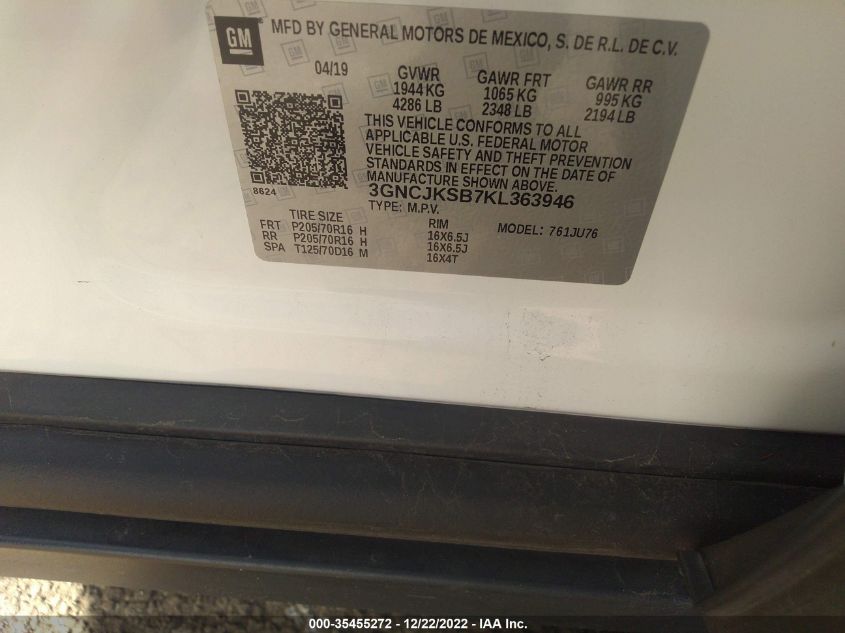 GM
MFD BY GENERAL MOTORS DE MEXICO, S. DE R.L. DE C.V.
04/19 GVWR GAWR FRT GAWR RR
1944 KG 1065 KG 995 KG
4286 LB 2348 LB 2194 LB
THIS VEHICLE CONFORMS TO ALL
APPLICABLE U.S. FEDERAL MOTOR
VEHICLE SAFETY AND THEFT PREVENTION
STANDARDS IN EFFECT ON THE DATE OF
MANUFACTURE SHOWN ABOVE.
8624
3GNCJKSB7KL363946
TYPE: M.P.V.
TIRE SIZE RIM MODEL: 761JU76
FRT P205/70R16 H 16X6.5J
RR P205/70R16 H 16X6.5J
SPA T125/70D16 M 16X4T
000-35455272 - 12/22/2022 - IAA Inc.